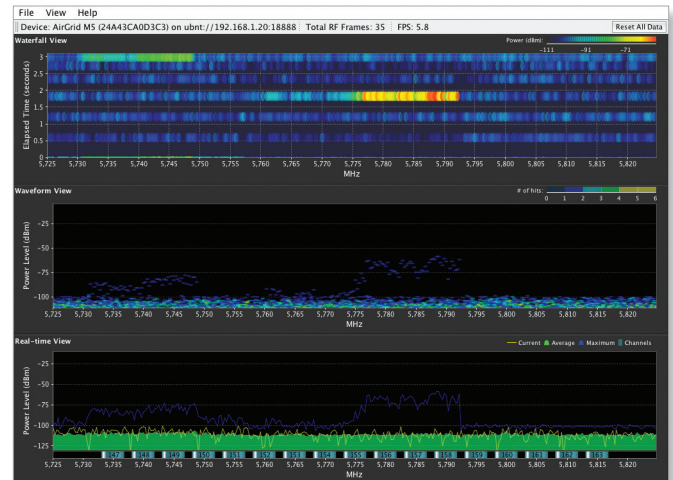 File View Help
Device: AirGrid M5 (24A43CA0D3C3) on ubnt://192.168.1.20:18888 Total RF Frames: 35 FPS: 5.8 Reset All Data
Waterfall View Power (dBm):
-111 -91 -71
Elapsed Time (seconds)
3
2.5
2
1.5
1
0.5
0
5,725 5,730 5,735 5,740 5,745 5,750 5,755 5,760 5,765 5,770 5,775 5,780 5,785 5,790 5,795 5,800 5,805 5,810 5,815 5,820
MHz
Waveform View # of hits:
0 1 2 3 4 5 6
Power Level (dBm)
-25
-50
-75
-100
5,725 5,730 5,735 5,740 5,745 5,750 5,755 5,760 5,765 5,770 5,775 5,780 5,785 5,790 5,795 5,800 5,805 5,810 5,815 5,820
MHz
Real-time View Current Average Maximum Channels
Power Level (dBm)
-25
-50
-75
-100
-125
147 148 149 150 151 152 153 154 155 156 157 158 159 160 161 162 163
5,725 5,730 5,735 5,740 5,745 5,750 5,755 5,760 5,765 5,770 5,775 5,780 5,785 5,790 5,795 5,800 5,805 5,810 5,815 5,820
MHz